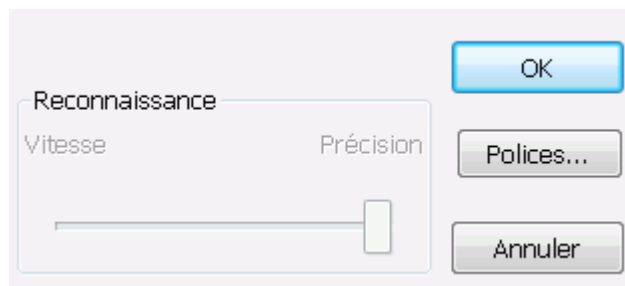 OK
Reconnaissance
Vitesse Précision
Polices...
Annuler